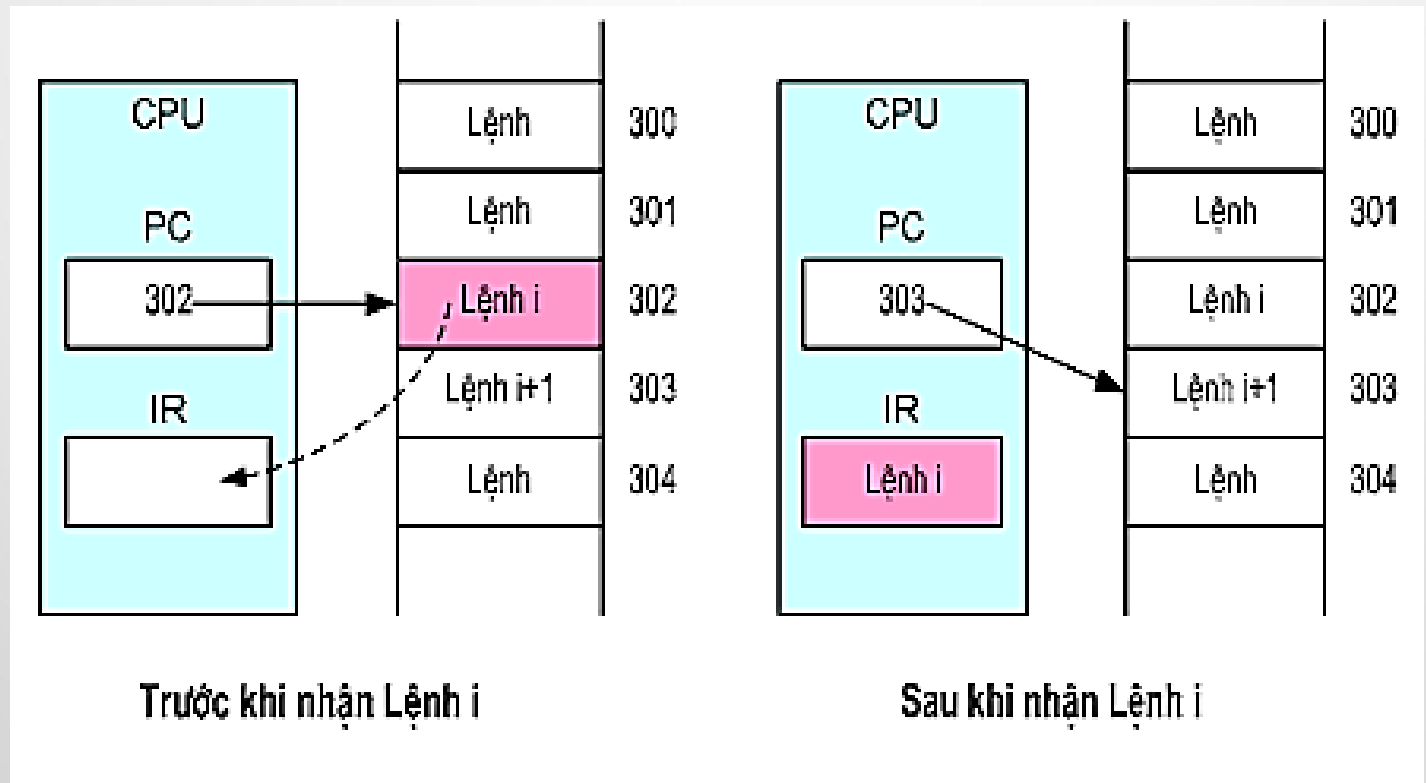 CPU
PC
302
IR
Lệnh 300
Lệnh 301
Lệnh i 302
Lệnh i+1 303
Lệnh 304
Trước khi nhận Lệnh i
CPU
PC
303
IR
Lệnh i
Lệnh 300
Lệnh 301
Lệnh i 302
Lệnh i+1 303
Lệnh 304
Sau khi nhận Lệnh i